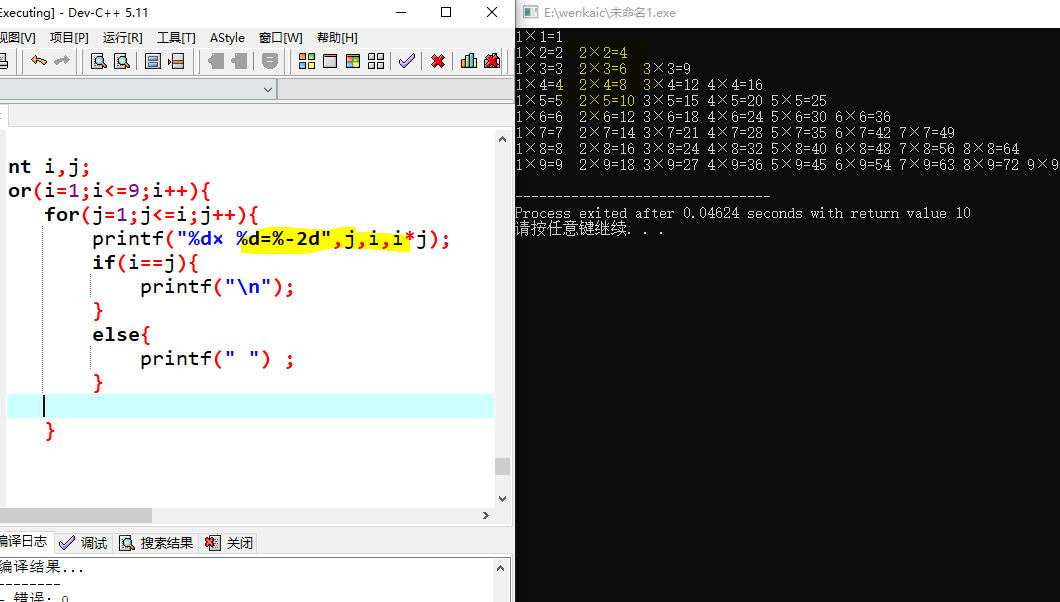 Executing] - Dev-C++ 5.11
E:\wenkaic\未命名1.exe
视图[V] 项目[P] 运行[R] 工具[T] AStyle 窗口[W] 帮助[H]
nt i,j;
or(i=1;i<=9;i++){
for(j=1;j<=i;j++){
printf("%d× %d=%-2d",j,i,i*j);
if(i==j){
printf("\n");
}
else{
printf(" ") ;
}
}
编译日志 调试 搜索结果 关闭
编译结果...
--------
- 错误: 0
1×1=1
1×2=2 2×2=4
1×3=3 2×3=6 3×3=9
1×4=4 2×4=8 3×4=12 4×4=16
1×5=5 2×5=10 3×5=15 4×5=20 5×5=25
1×6=6 2×6=12 3×6=18 4×6=24 5×6=30 6×6=36
1×7=7 2×7=14 3×7=21 4×7=28 5×7=35 6×7=42 7×7=49
1×8=8 2×8=16 3×8=24 4×8=32 5×8=40 6×8=48 7×8=56 8×8=64
1×9=9 2×9=18 3×9=27 4×9=36 5×9=45 6×9=54 7×9=63 8×9=72 9×9
--------------------------------
Process exited after 0.04624 seconds with return value 10
请按任意键继续. . .